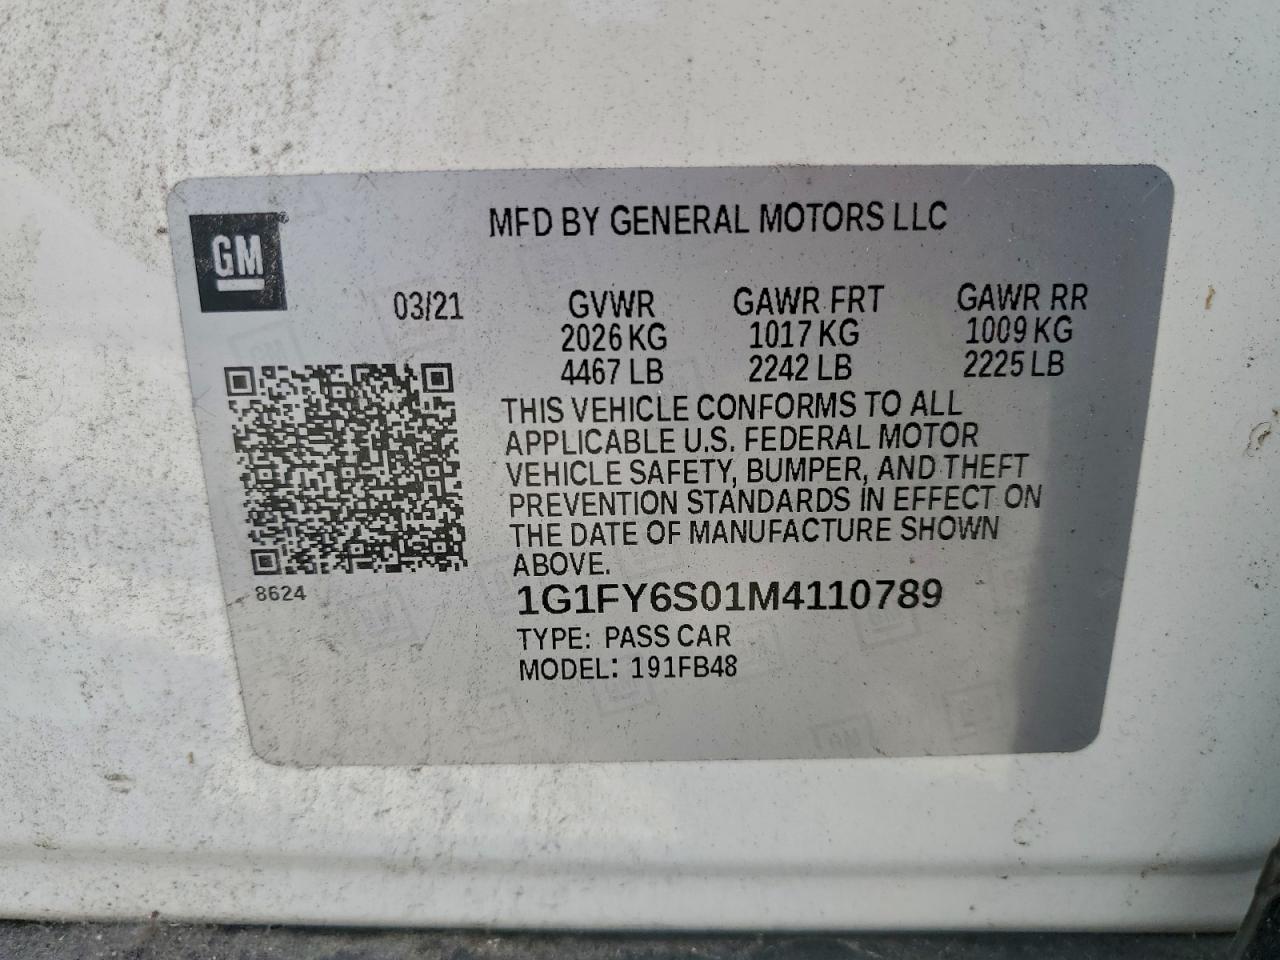 MFD BY GENERAL MOTORS LLC
GM
03/21 GVWR GAWR FRT GAWR RR
2026 KG 1017 KG 1009 KG
4467 LB 2242 LB 2225 LB
THIS VEHICLE CONFORMS TO ALL
APPLICABLE U.S. FEDERAL MOTOR
VEHICLE SAFETY, BUMPER, AND THEFT
PREVENTION STANDARDS IN EFFECT ON
THE DATE OF MANUFACTURE SHOWN
ABOVE.
8624
1G1FY6S01M4110789
TYPE: PASS CAR
MODEL: 191FB48